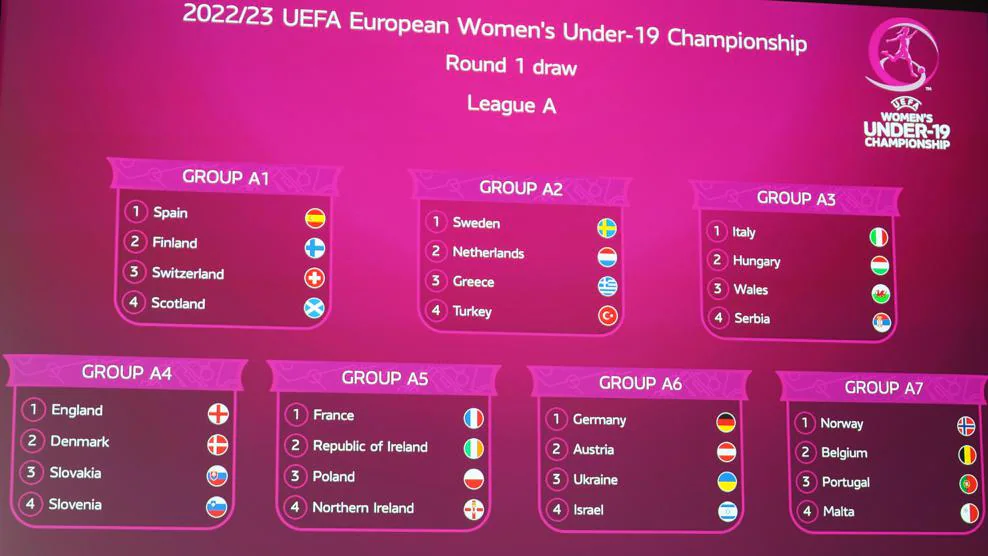 2022/23 UEFA European Women's Under-19 Championship
Round 1 draw
League A
UEFA
WOMEN'S
UNDER-19
CHAMPIONSHIP
TM
GROUP A1
1 Spain
2 Finland
3 Switzerland
4 Scotland
GROUP A2
1 Sweden
2 Netherlands
3 Greece
4 Turkey
GROUP A3
1 Italy
2 Hungary
3 Wales
4 Serbia
GROUP A4
1 England
2 Denmark
3 Slovakia
4 Slovenia
GROUP A5
1 France
2 Republic of Ireland
3 Poland
4 Northern Ireland
GROUP A6
1 Germany
2 Austria
3 Ukraine
4 Israel
GROUP A7
1 Norway
2 Belgium
3 Portugal
4 Malta